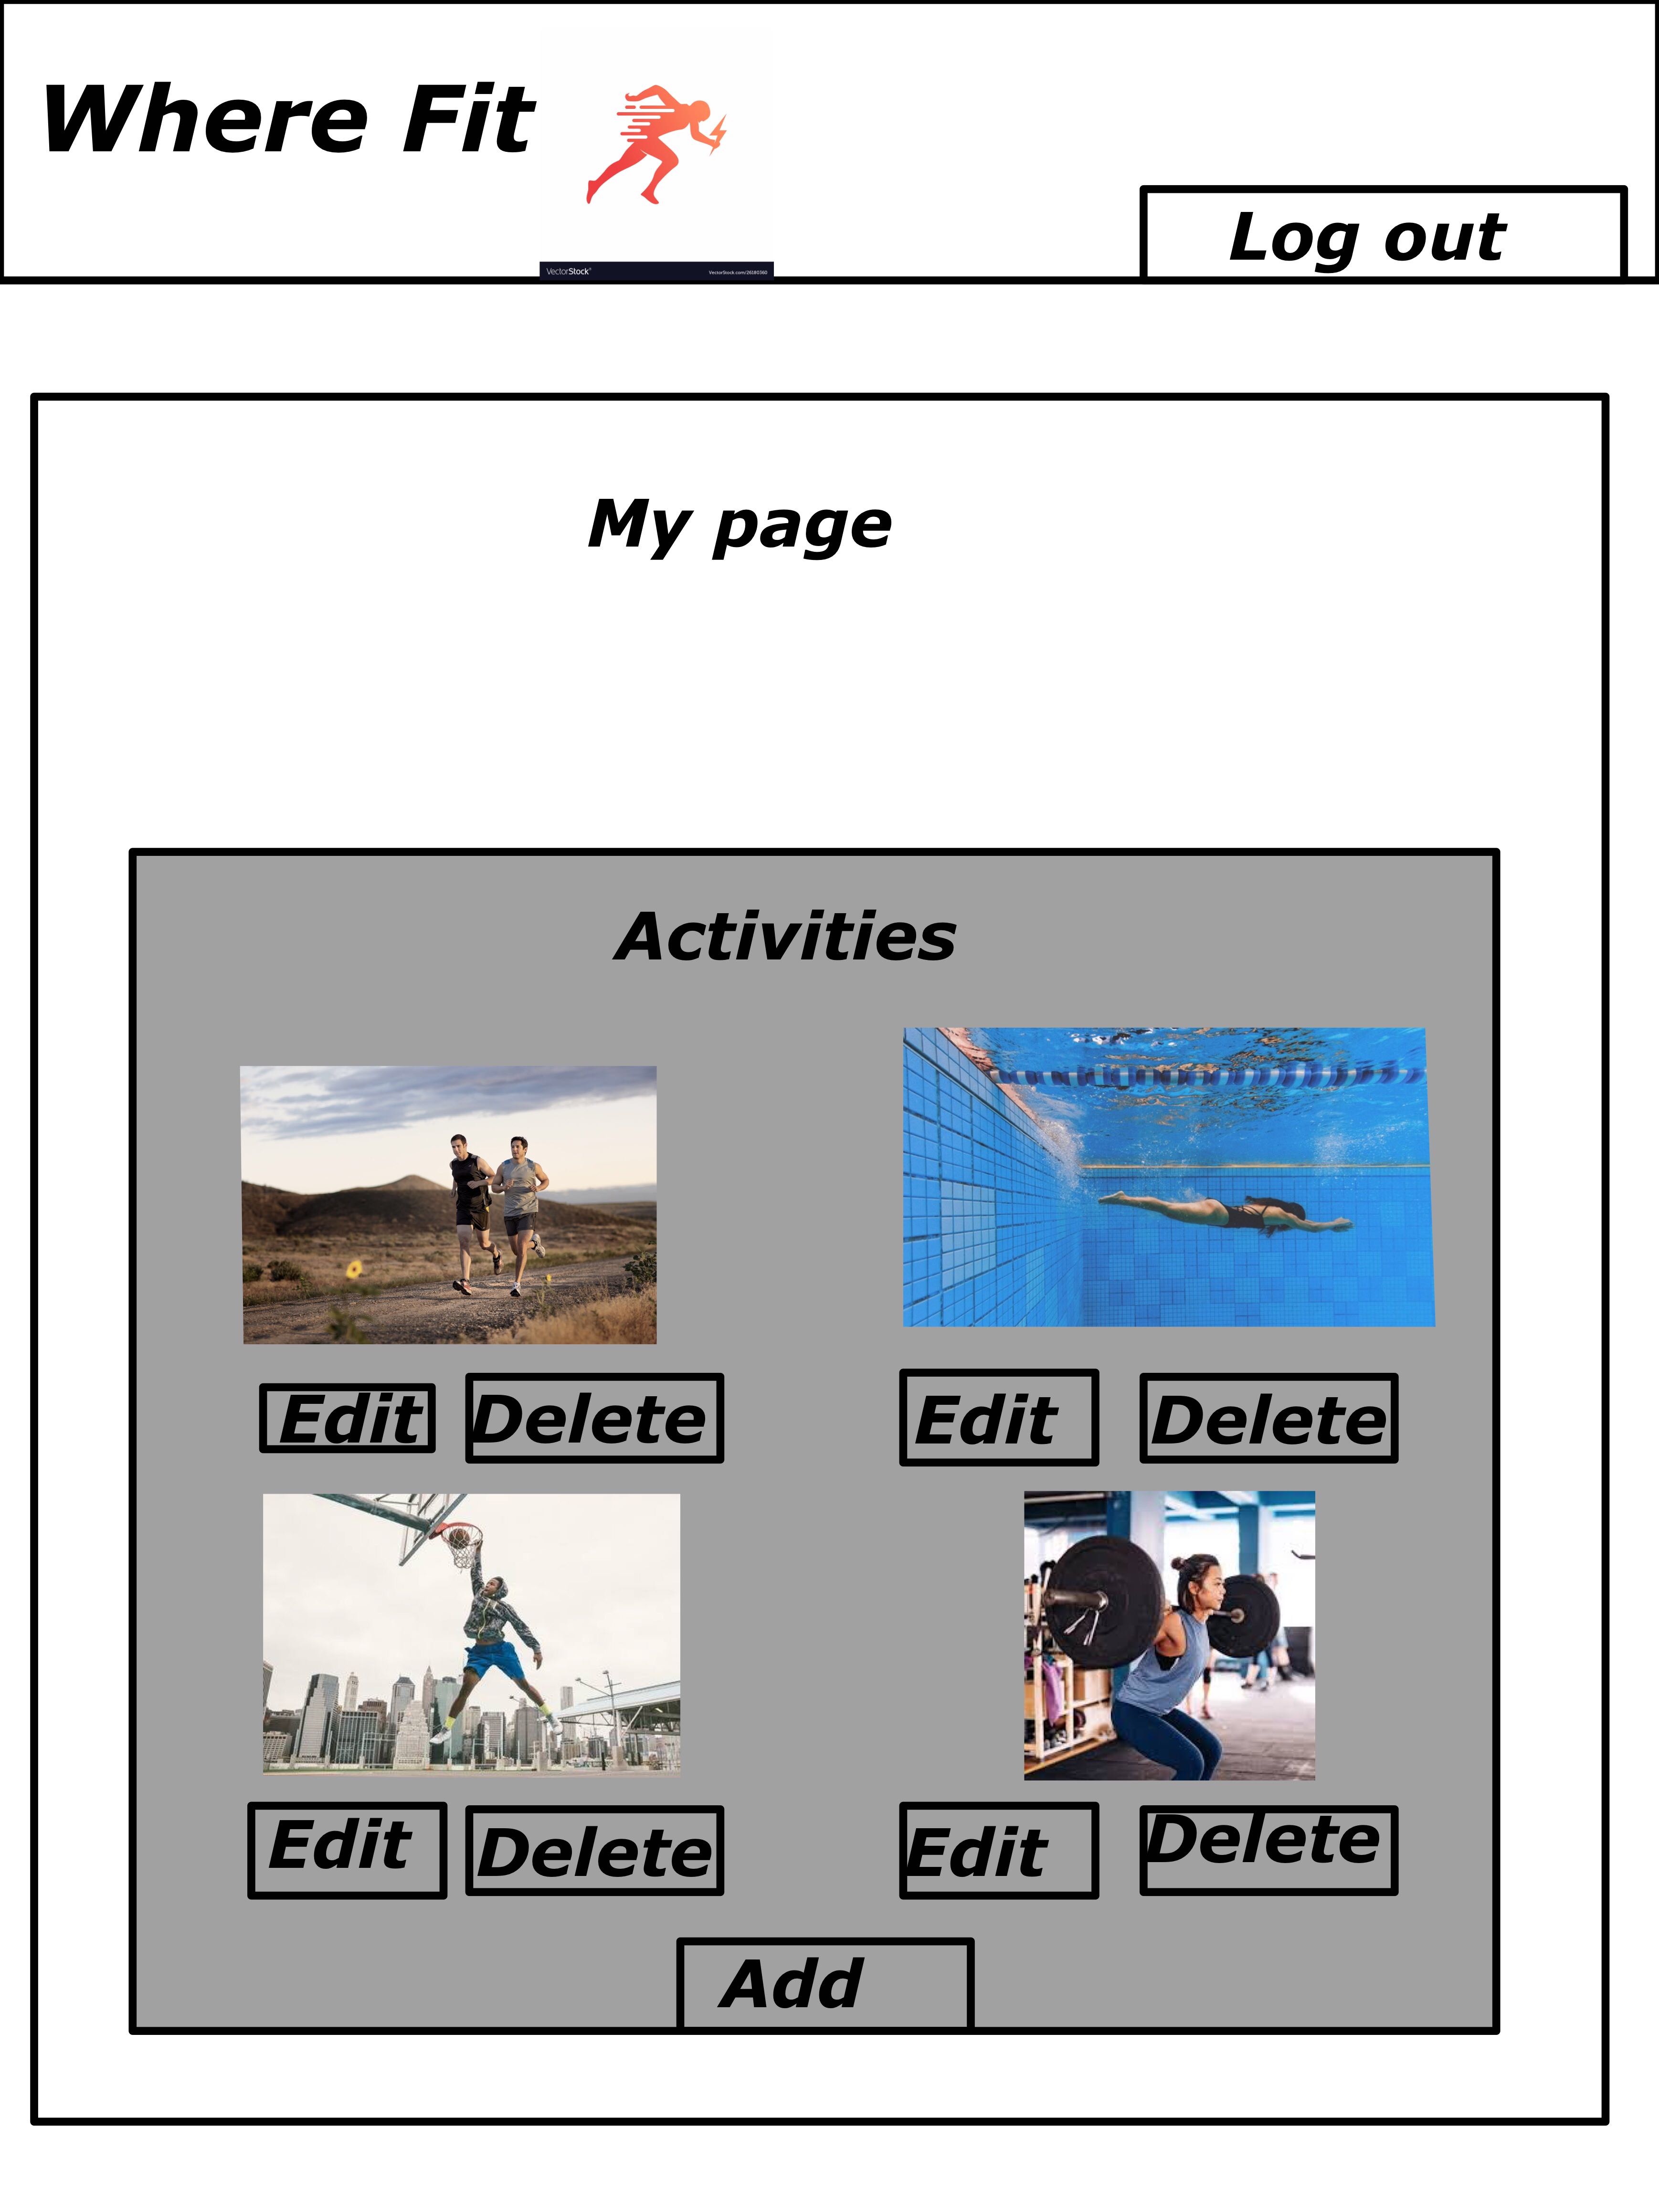 Where Fit
VectorStock®
VectorStock.com/28180360
Log out
My page
Activities
Edit Delete Edit Delete
Edit Delete Edit Delete
Add